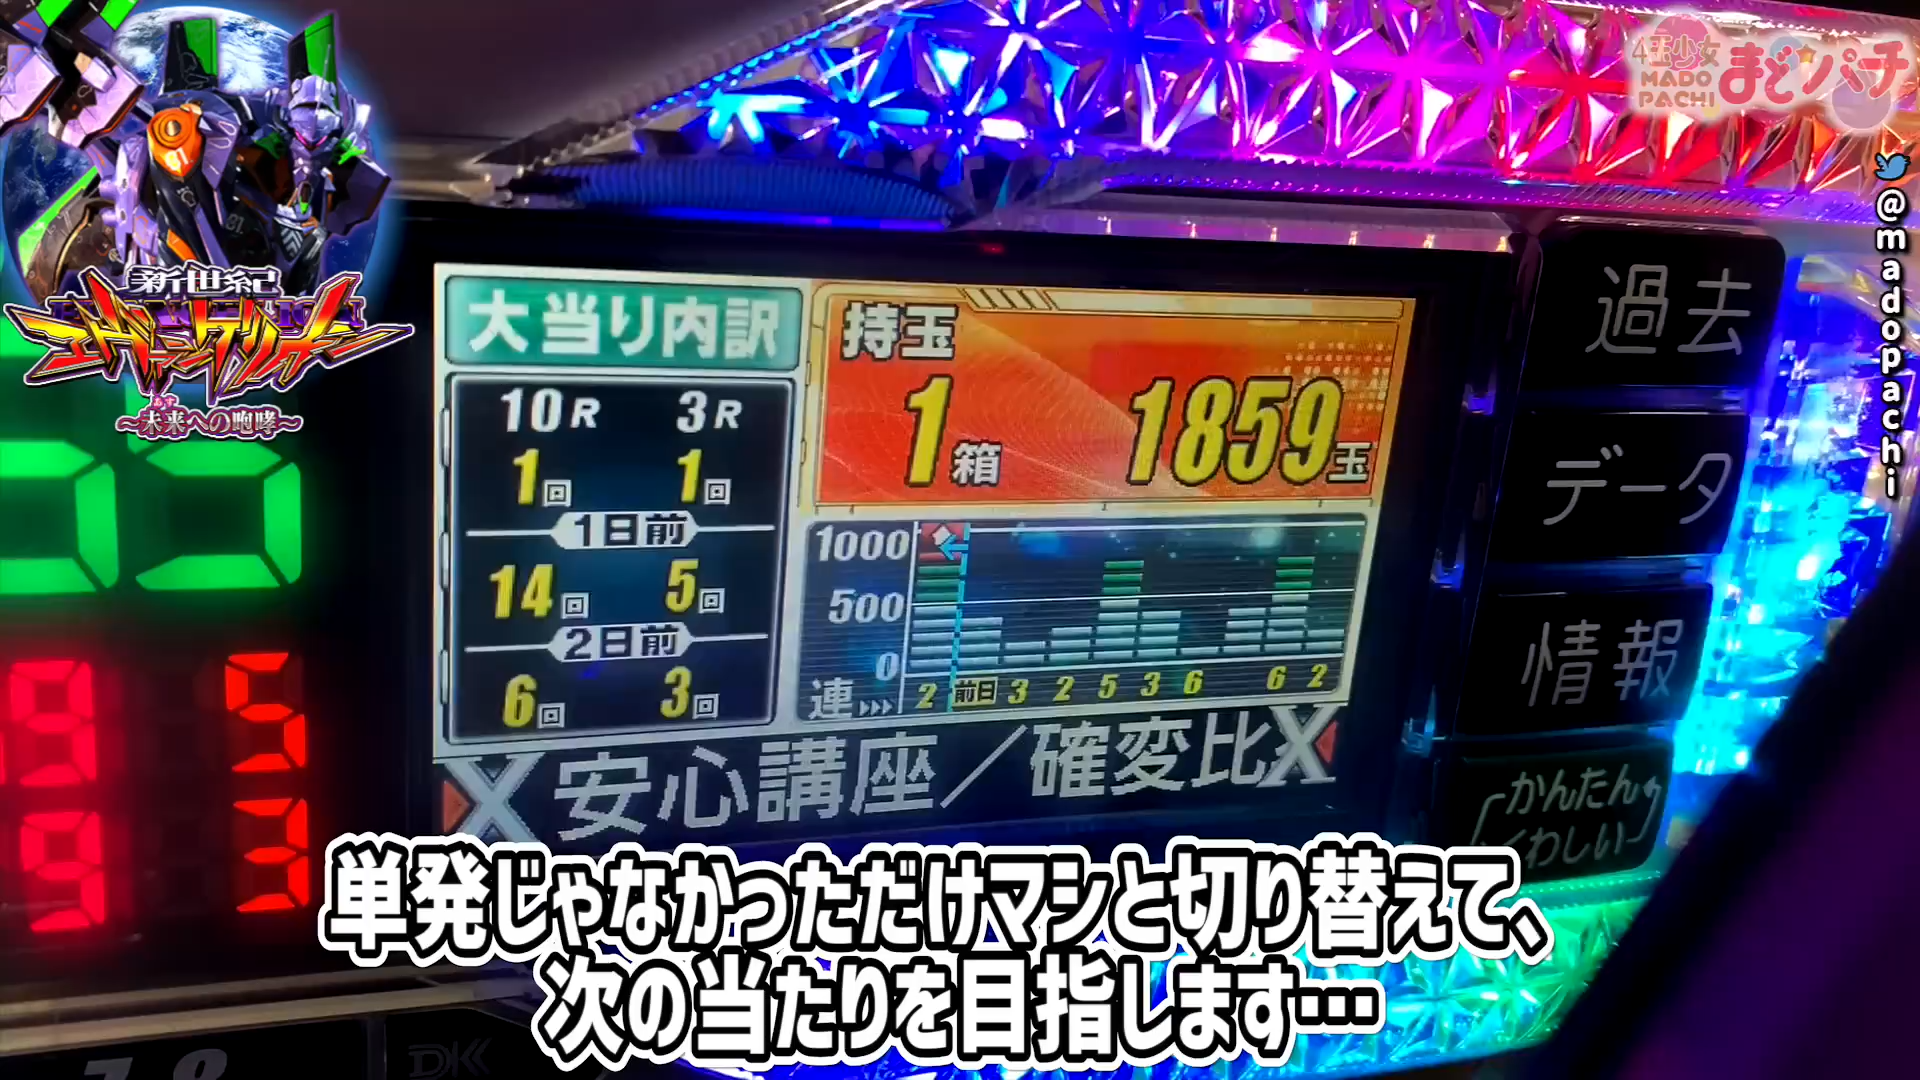 新世紀
エヴァンゲリオン
～未来への咆哮～
あす
4玉少女
MADO
PACHI
まどパチ
@madopachi
大当り内訳
10R 3R
1回 1回
1日前
14回 5回
2日前
6回 3回
持玉
1箱 1859玉
1000
500
0
連 2 前日 3 2 5 3 6 6 2
X 安心講座／確変比 X
過去
データ
情報
かんたん
くわしい
単発じゃなかっただけマシと切り替えて、
次の当たりを目指します…